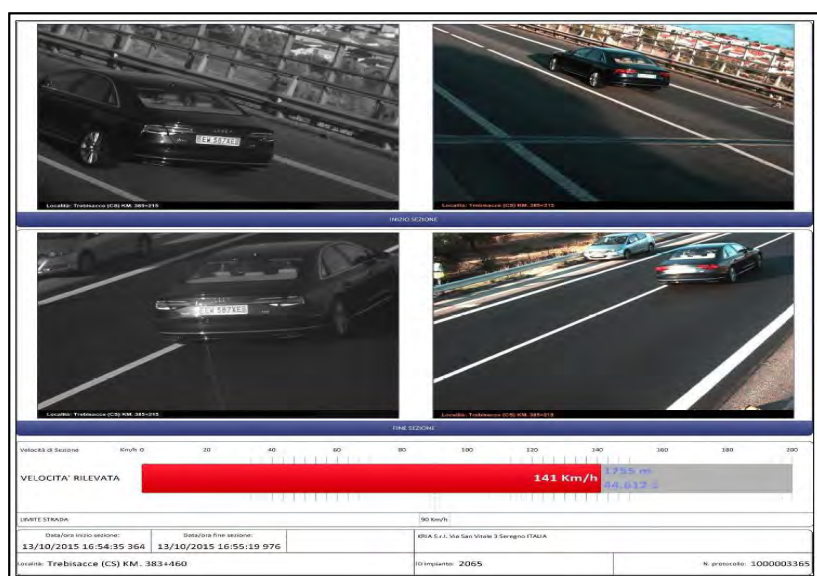 EW 587XE
Località: Trebisacce (CS) KM. 385+215
Località: Trebisacce (CS) KM. 385+215
INIZIO SEZIONE
EW 587XE
Località: Trebisacce (CS) KM. 385+215
Località: Trebisacce (CS) KM. 385+215
FINE SEZIONE
Velocità di Sezione Km/h 0 20 40 60 80 100 120 140 160 180 200
VELOCITA' RILEVATA 141 Km/h 1755 m
44.612 s
LIMITE STRADA 90 Km/h
Data/ora inizio sezione: Data/ora fine sezione: KRIA S.r.l. Via San Vitale 3 Seregno ITALIA
13/10/2015 16:54:35 364 13/10/2015 16:55:19 976
Località: Trebisacce (CS) KM. 383+460 ID impianto: 2065 N. protocollo: 1000003365